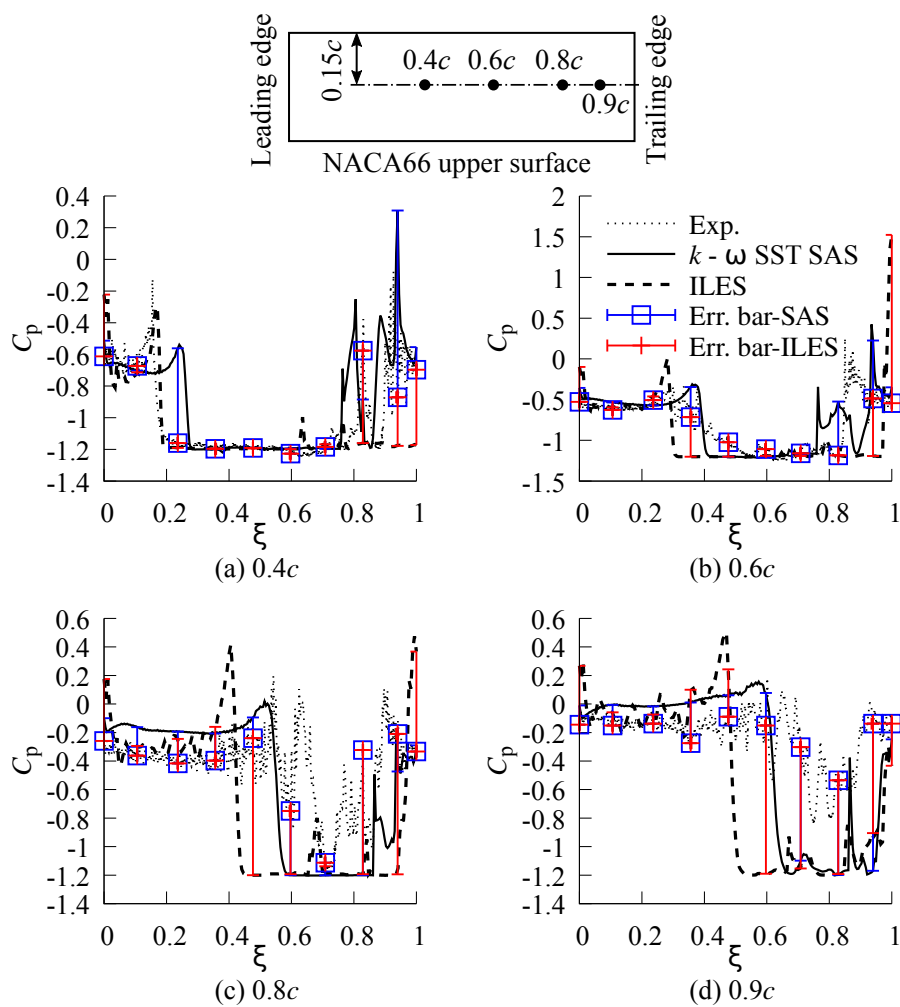 Leading edge
0.15c
0.4c
0.6c
0.8c
0.9c
Trailing edge
NACA66 upper surface
0.4
0.2
0
-0.2
-0.4
-0.6
-0.8
-1
-1.2
-1.4
Cp
0 0.2 0.4 0.6 0.8 1
ξ
(a) 0.4c
2
1.5
1
0.5
0
-0.5
-1
-1.5
Cp
Exp.
k - ω SST SAS
ILES
Err. bar-SAS
Err. bar-ILES
0 0.2 0.4 0.6 0.8 1
ξ
(b) 0.6c
0.6
0.4
0.2
0
-0.2
-0.4
-0.6
-0.8
-1
-1.2
-1.4
Cp
0 0.2 0.4 0.6 0.8 1
ξ
(c) 0.8c
0.6
0.4
0.2
0
-0.2
-0.4
-0.6
-0.8
-1
-1.2
-1.4
Cp
0 0.2 0.4 0.6 0.8 1
ξ
(d) 0.9c